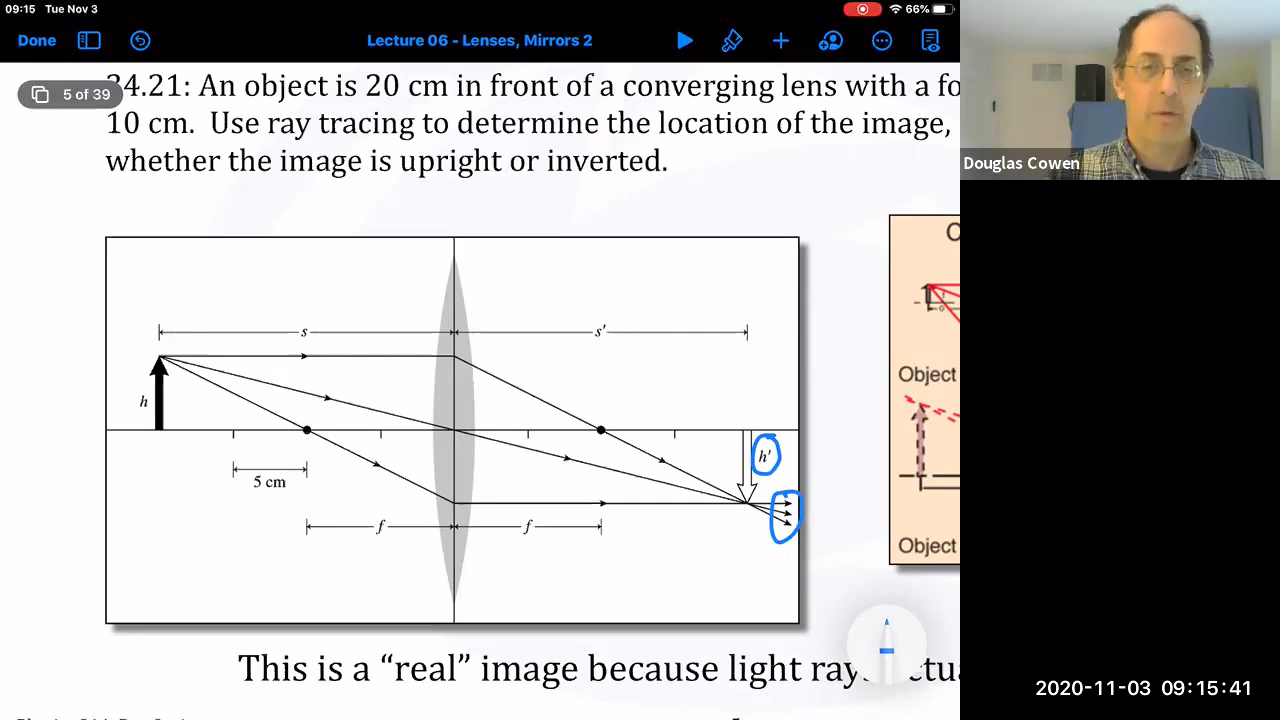 09:15 Tue Nov 3
66%
Done
Lecture 06 - Lenses, Mirrors 2
5 of 39
34.21: An object is 20 cm in front of a converging lens with a fo
10 cm. Use ray tracing to determine the location of the image,
whether the image is upright or inverted.
Douglas Cowen
s
s'
h
h'
5 cm
f
f
O
Object
Object
This is a "real" image because light ray
2020-11-03 09:15:41